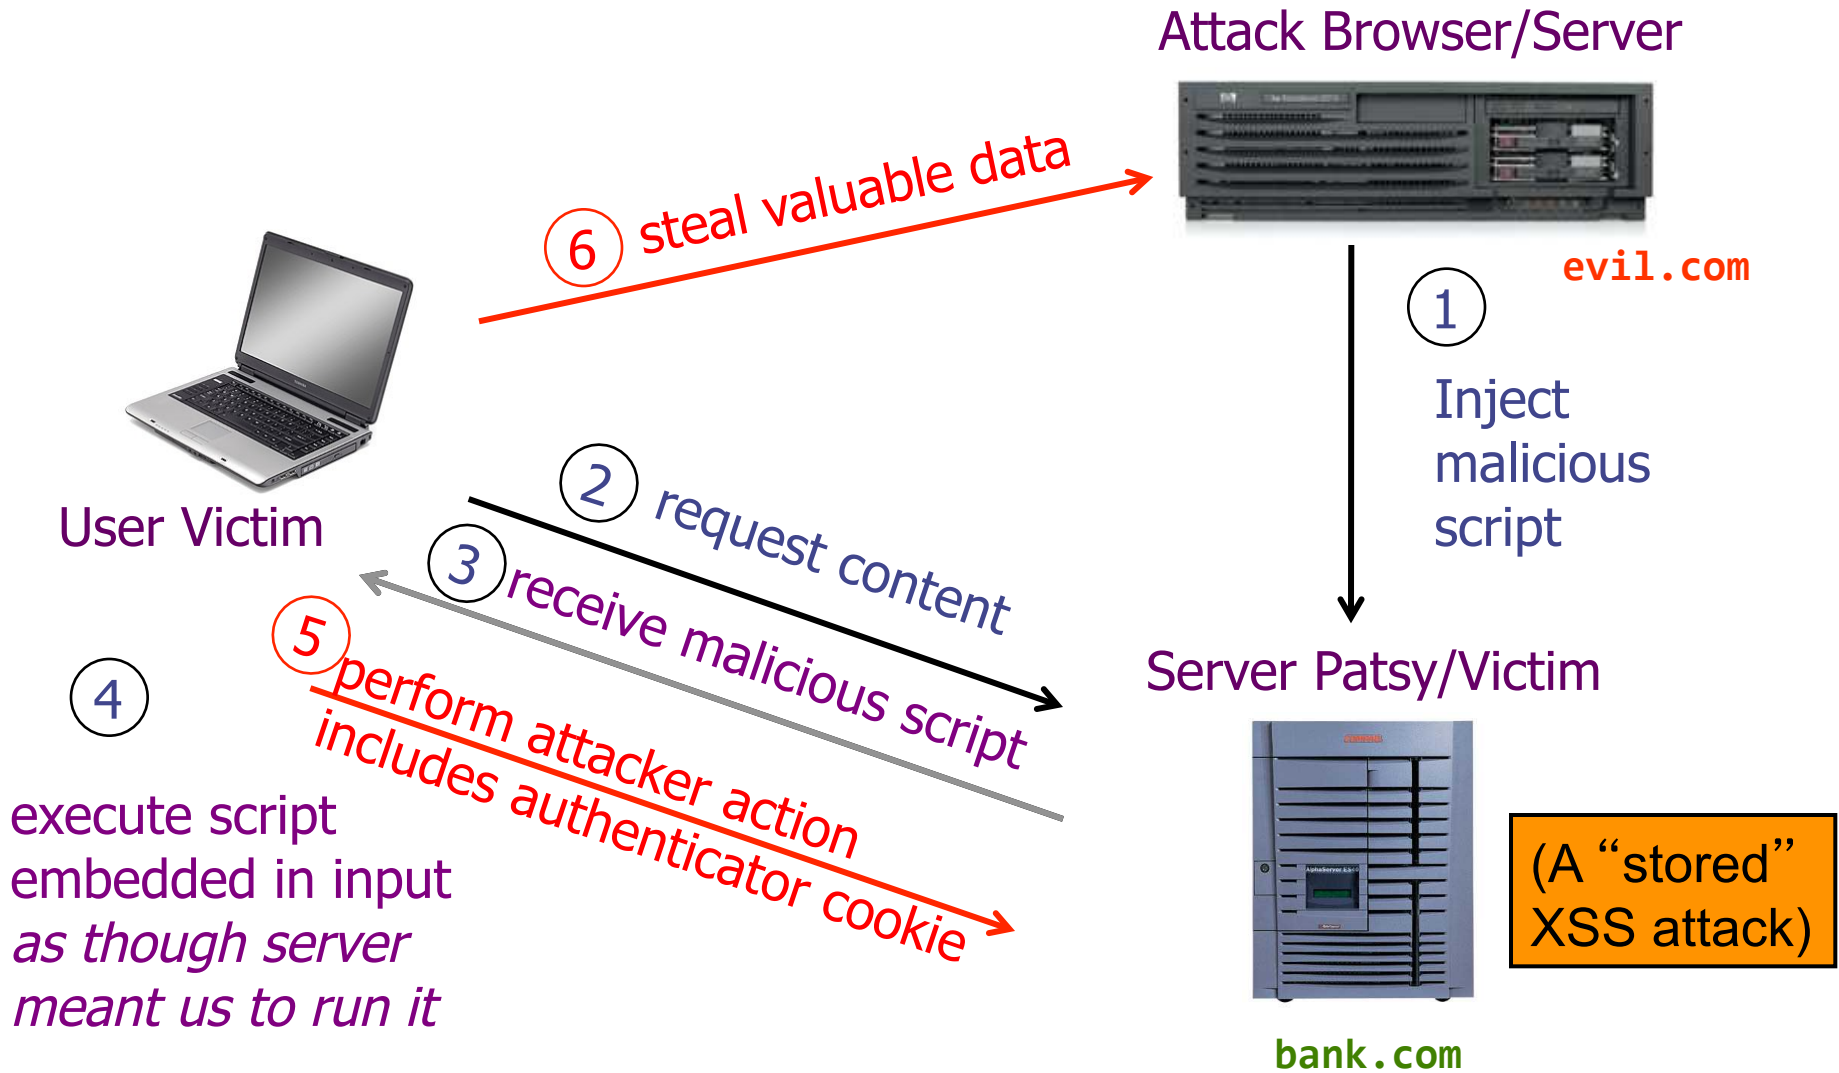 Attack Browser/Server
evil.com
6 steal valuable data
1
Inject
malicious
script
User Victim
2 request content
3 receive malicious script
4
execute script
embedded in input
as though server
meant us to run it
5 perform attacker action
includes authenticator cookie
Server Patsy/Victim
AlphaServer ES40
(A “stored”
XSS attack)
bank.com